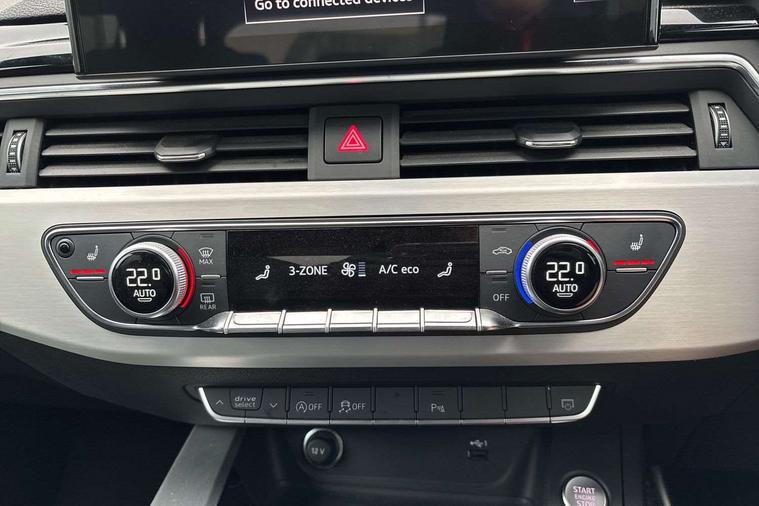 Go to connected devices
MAX
22.0
AUTO
REAR
3-ZONE
A/C eco
22.0
AUTO
OFF
drive
select
A OFF
OFF
P
12 V
START
ENGINE
STOP